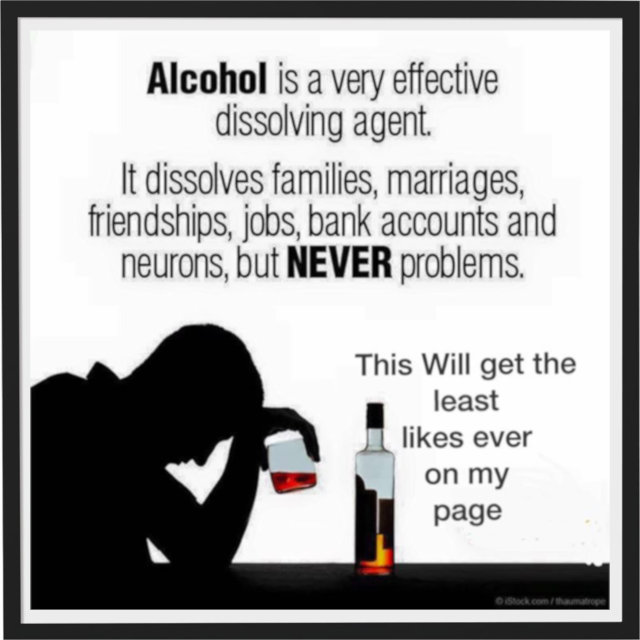 Alcohol is a very effective
dissolving agent.
It dissolves families, marriages,
friendships, jobs, bank accounts and
neurons, but NEVER problems.
This Will get the
least
likes ever
on my
page
© iStock.com / thaumatrope